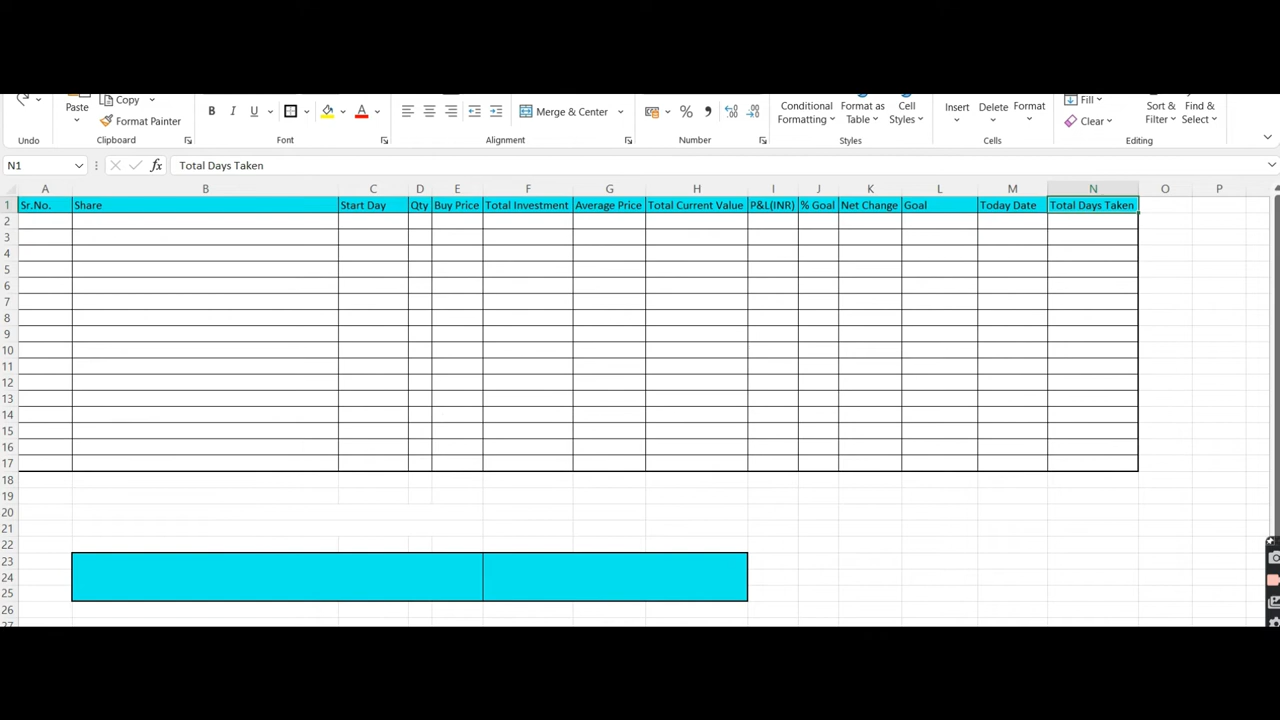 Paste
Copy
Format Painter
B I U A
Merge & Center
%
Conditional Formatting
Format as Table
Cell Styles
Insert
Delete
Format
Fill
Clear
Sort & Filter
Find & Select
Undo Clipboard Font Alignment Number Styles Cells Editing
N1 fx Total Days Taken
A B C D E F G H I J K L M N O P
1 Sr.No. Share Start Day Qty Buy Price Total Investment Average Price Total Current Value P&L(INR) % Goal Net Change Goal Today Date Total Days Taken
2
3
4
5
6
7
8
9
10
11
12
13
14
15
16
17
18
19
20
21
22
23
24
25
26
27